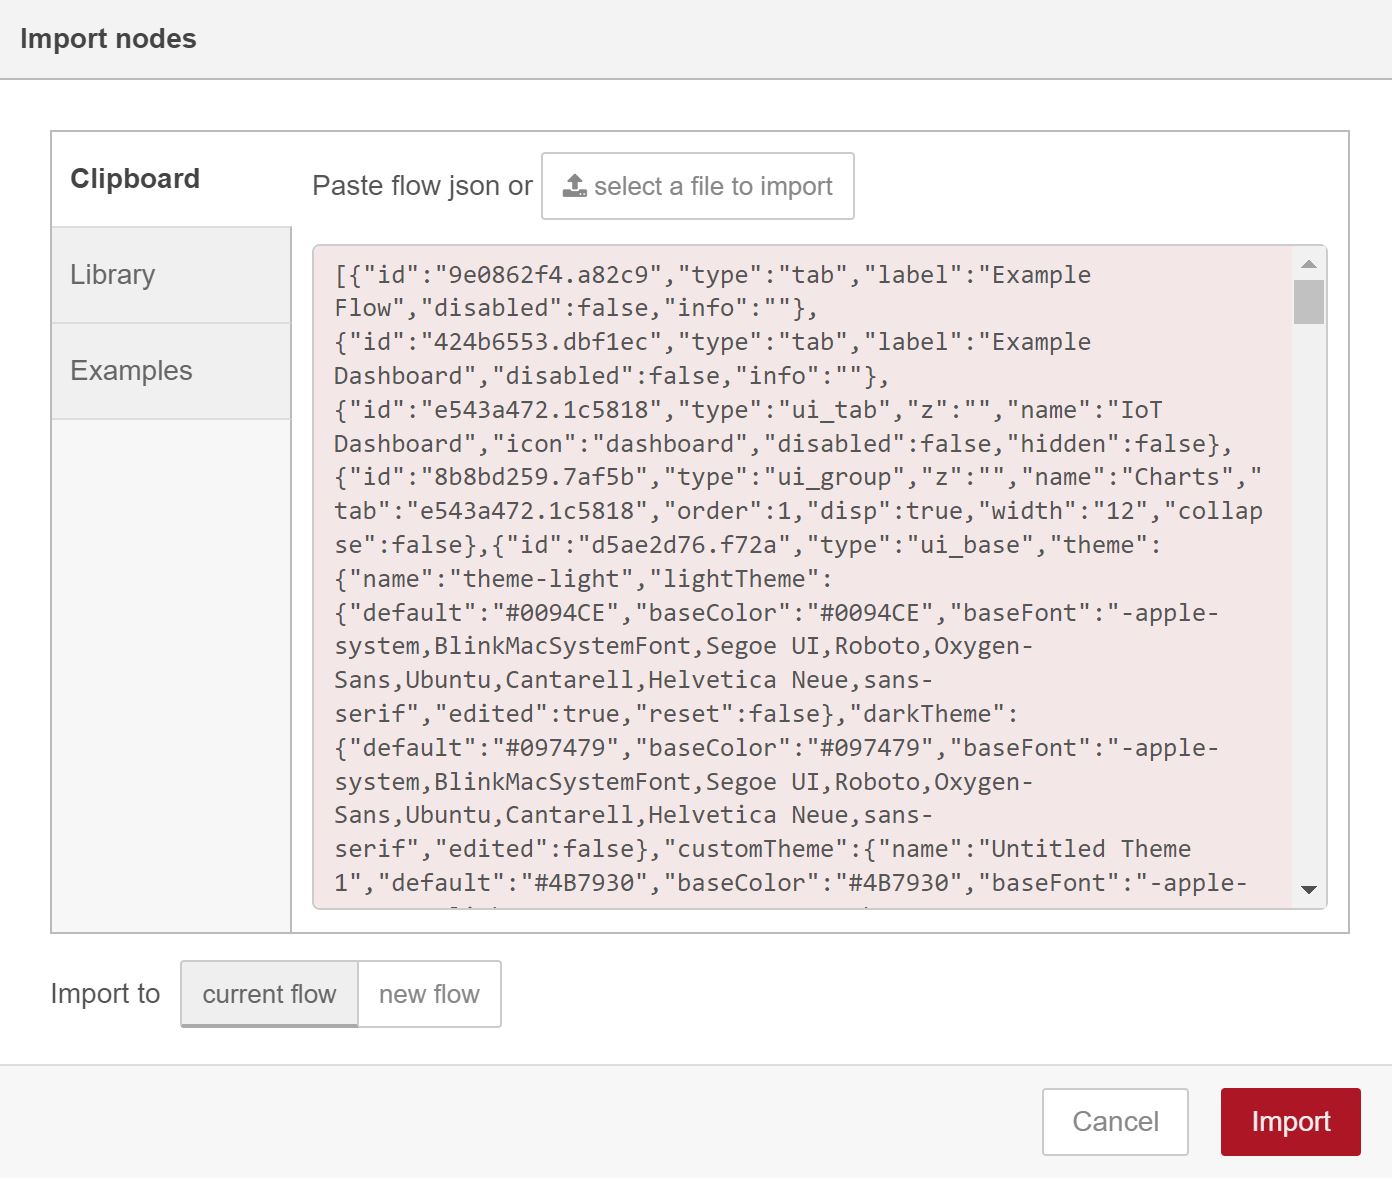 Import nodes
Clipboard
Library
Examples
Paste flow json or
select a file to import
[{"id":"9e0862f4.a82c9","type":"tab","label":"Example
Flow","disabled":false,"info":""},
{"id":"424b6553.dbf1ec","type":"tab","label":"Example
Dashboard","disabled":false,"info":""},
{"id":"e543a472.1c5818","type":"ui_tab","z":"","name":"IoT
Dashboard","icon":"dashboard","disabled":false,"hidden":false},
{"id":"8b8bd259.7af5b","type":"ui_group","z":"","name":"Charts","
tab":"e543a472.1c5818","order":1,"disp":true,"width":"12","collap
se":false},{"id":"d5ae2d76.f72a","type":"ui_base","theme":
{"name":"theme-light","lightTheme":
{"default":"#0094CE","baseColor":"#0094CE","baseFont":"-apple-
system,BlinkMacSystemFont,Segoe UI,Roboto,Oxygen-
Sans,Ubuntu,Cantarell,Helvetica Neue,sans-
serif","edited":true,"reset":false},"darkTheme":
{"default":"#097479","baseColor":"#097479","baseFont":"-apple-
system,BlinkMacSystemFont,Segoe UI,Roboto,Oxygen-
Sans,Ubuntu,Cantarell,Helvetica Neue,sans-
serif","edited":false},"customTheme":{"name":"Untitled Theme
1","default":"#4B7930","baseColor":"#4B7930","baseFont":"-apple-
Import to
current flow
new flow
Cancel
Import